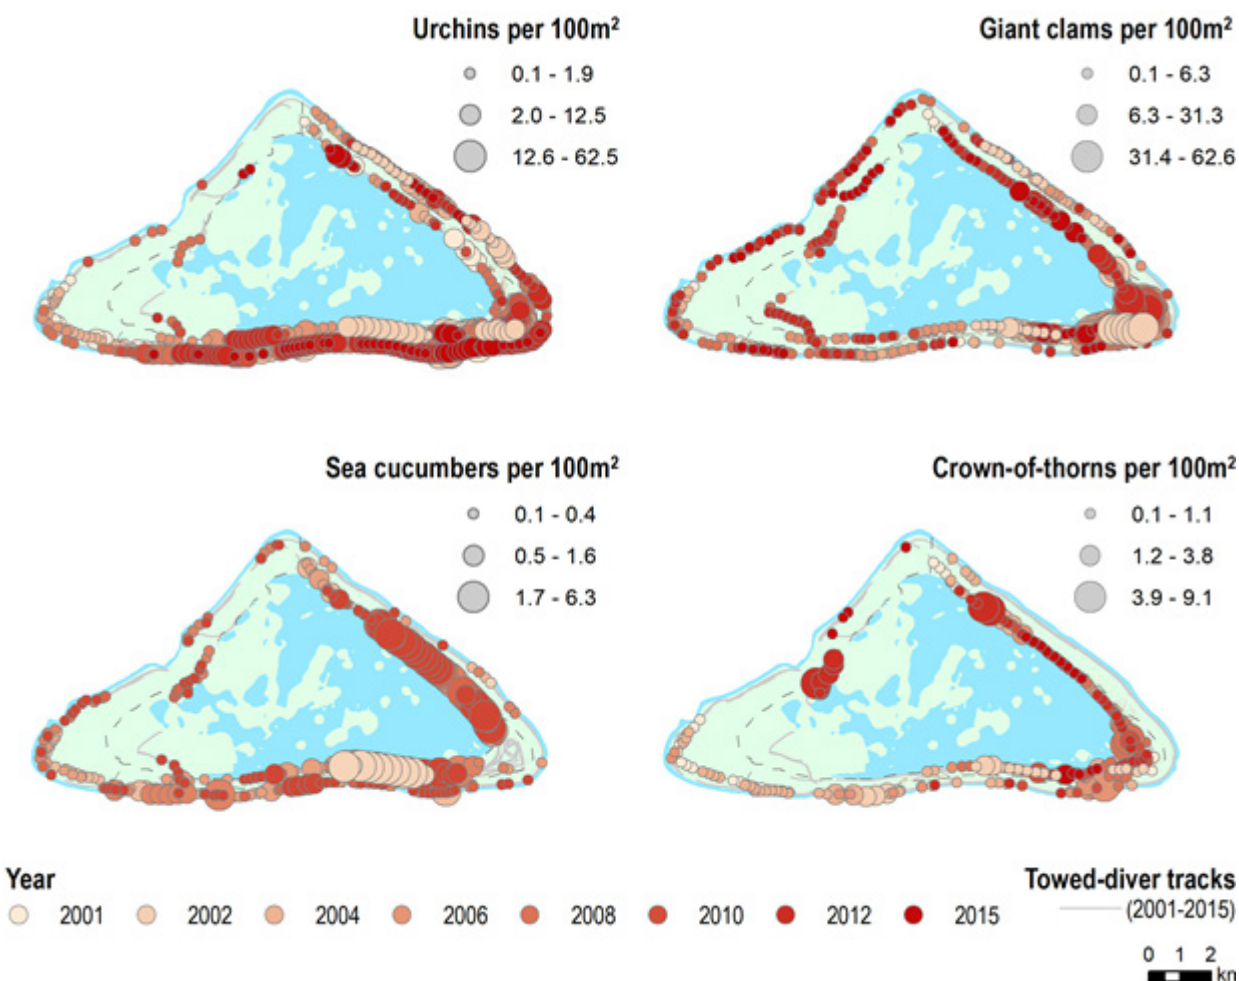 Urchins per 100m²
0.1 - 1.9
2.0 - 12.5
12.6 - 62.5
Giant clams per 100m²
0.1 - 6.3
6.3 - 31.3
31.4 - 62.6
Sea cucumbers per 100m²
0.1 - 0.4
0.5 - 1.6
1.7 - 6.3
Crown-of-thorns per 100m²
0.1 - 1.1
1.2 - 3.8
3.9 - 9.1
Year
2001 2002 2004 2006 2008 2010 2012 2015
Towed-diver tracks
(2001-2015)
0 1 2
km